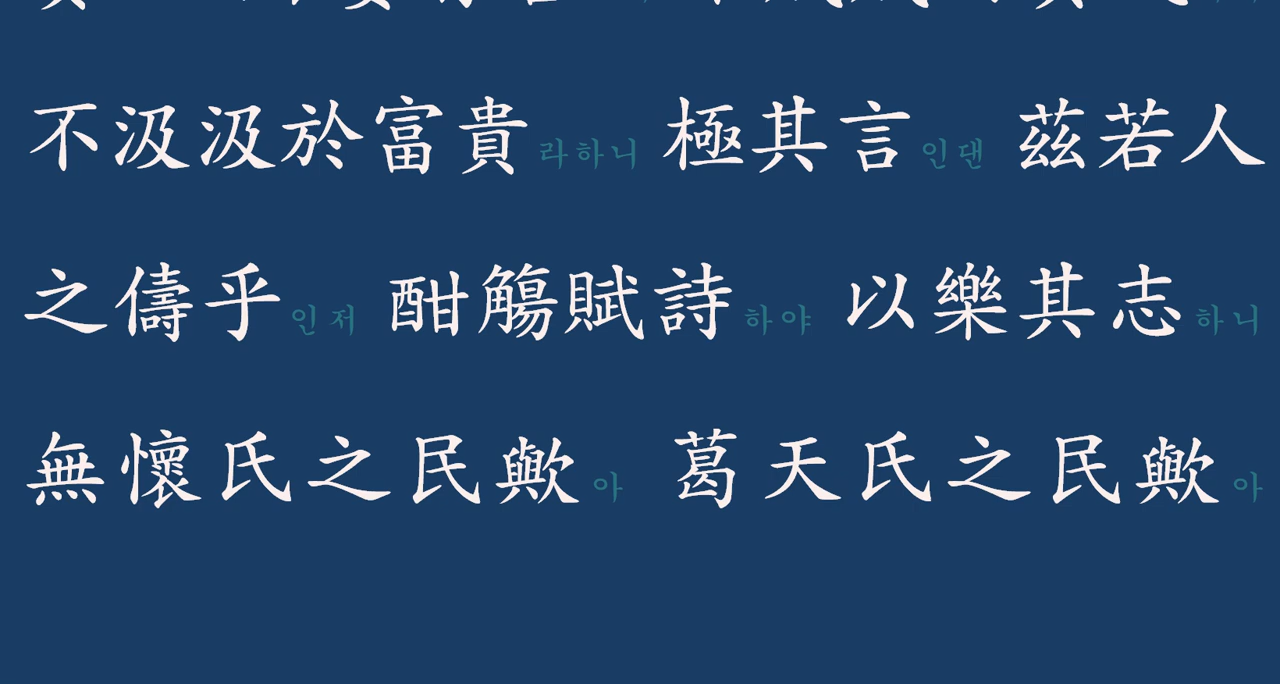 不汲汲於富貴라하니 極其言인댄 茲若人
之儔乎인저 酣觴賦詩하야 以樂其志하니
無懷氏之民歟아 葛天氏之民歟아